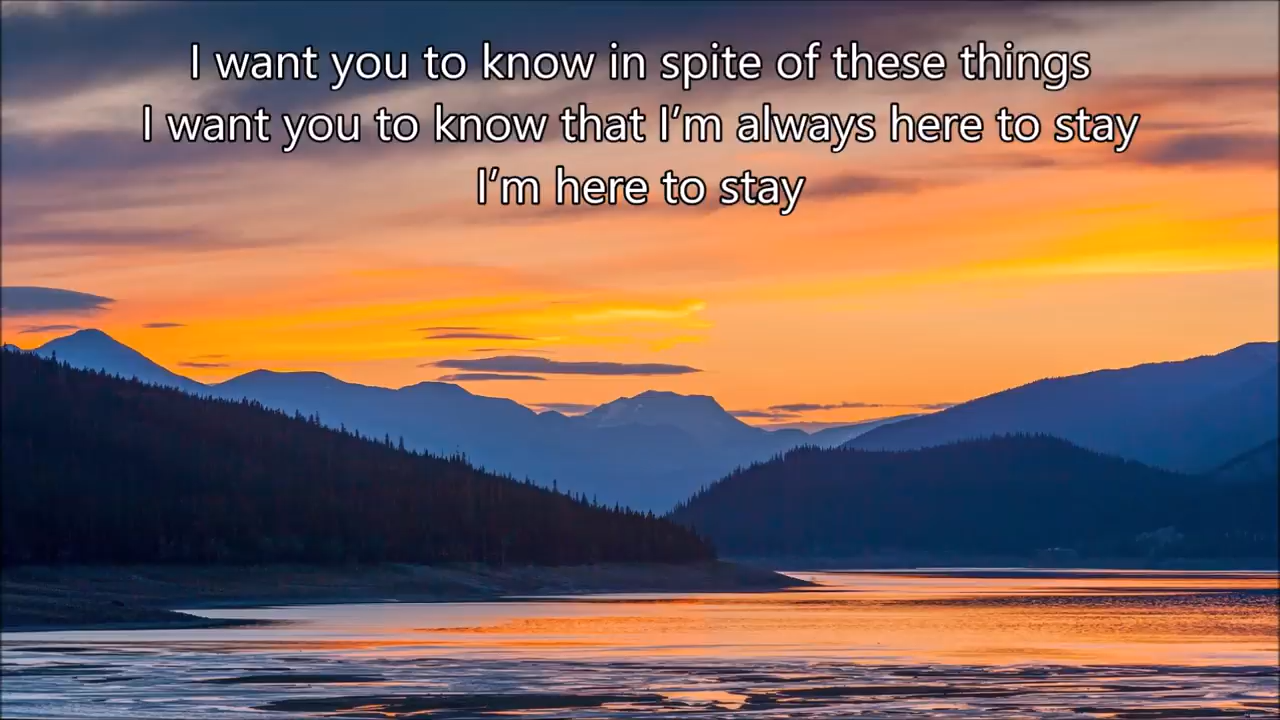 I want you to know in spite of these things
I want you to know that I’m always here to stay
I’m here to stay